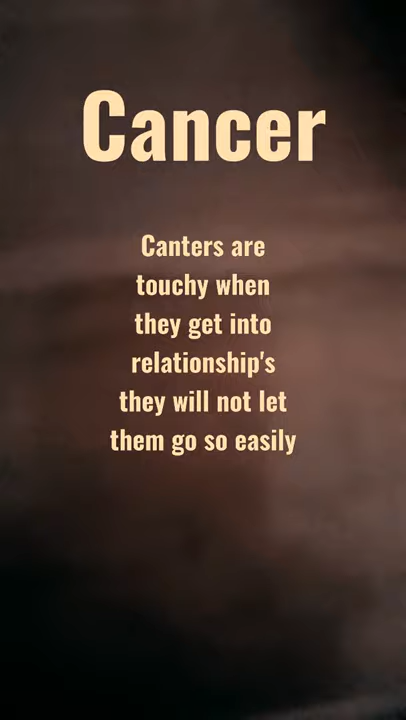 Cancer
Canters are
touchy when
they get into
relationship's
they will not let
them go so easily